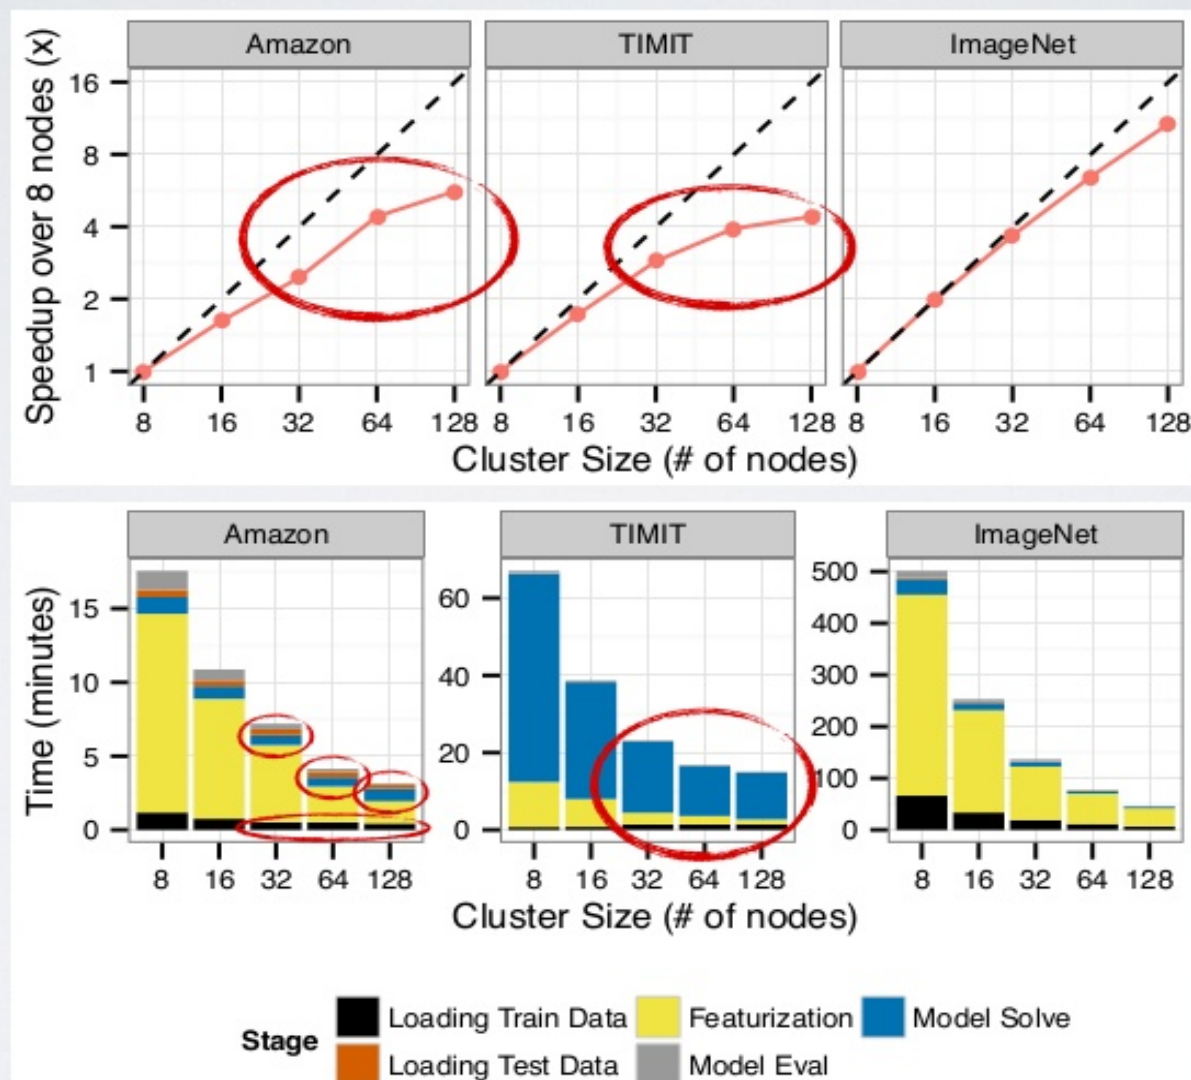 Amazon TIMIT ImageNet
Speedup over 8 nodes (x)
16
8
4
2
1
8 16 32 64 128 8 16 32 64 128 8 16 32 64 128
Cluster Size (# of nodes)
Amazon TIMIT ImageNet
Time (minutes)
15
10
5
0
60
40
20
0
500
400
300
200
100
0
8 16 32 64 128 8 16 32 64 128 8 16 32 64 128
Cluster Size (# of nodes)
Stage
Loading Train Data Featurization Model Solve
Loading Test Data Model Eval